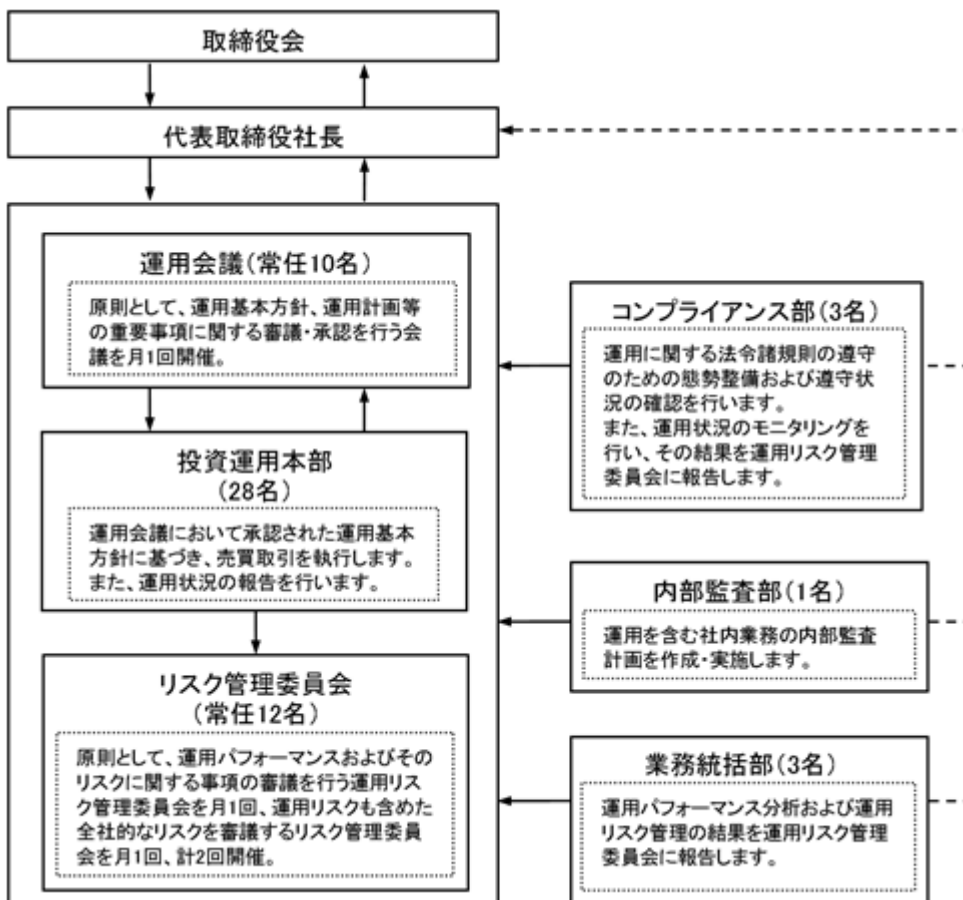 取締役会
代表取締役社長
運用会議(常任10名)
原則として、運用基本方針、運用計画等
の重要事項に関する審議・承認を行う会
議を月1回開催。
投資運用本部
(28名)
運用会議において承認された運用基本
方針に基づき、売買取引を執行します。
また、運用状況の報告を行います。
リスク管理委員会
(常任12名)
原則として、運用パフォーマンスおよびその
リスクに関する事項の審議を行う運用リス
ク管理委員会を月1回、運用リスクも含めた
全社的なリスクを審議するリスク管理委員
会を月1回、計2回開催。
コンプライアンス部(3名)
運用に関する法令諸規則の遵守
のための態勢整備および遵守状
況の確認を行います。
また、運用状況のモニタリングを
行い、その結果を運用リスク管理
委員会に報告します。
内部監査部(1名)
運用を含む社内業務の内部監査
計画を作成・実施します。
業務統括部(3名)
運用パフォーマンス分析および運用
リスク管理の結果を運用リスク管理
委員会に報告します。